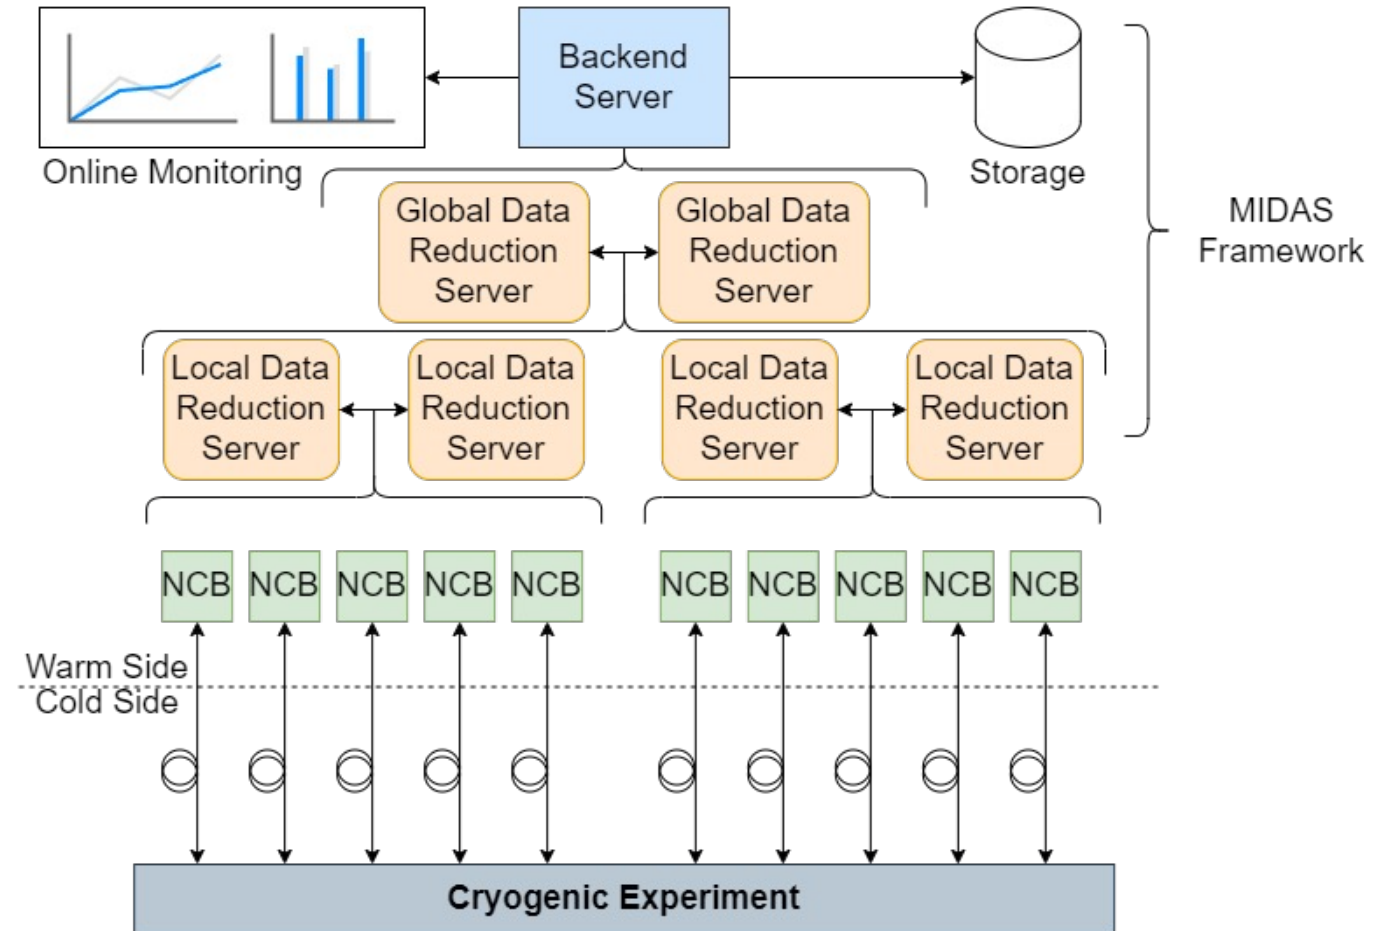 Backend
Server
Online Monitoring
Storage
MIDAS
Framework
Global Data
Reduction
Server
Global Data
Reduction
Server
Local Data
Reduction
Server
Local Data
Reduction
Server
Local Data
Reduction
Server
Local Data
Reduction
Server
NCB
NCB
NCB
NCB
NCB
NCB
NCB
NCB
NCB
NCB
Warm Side
Cold Side
Cryogenic Experiment